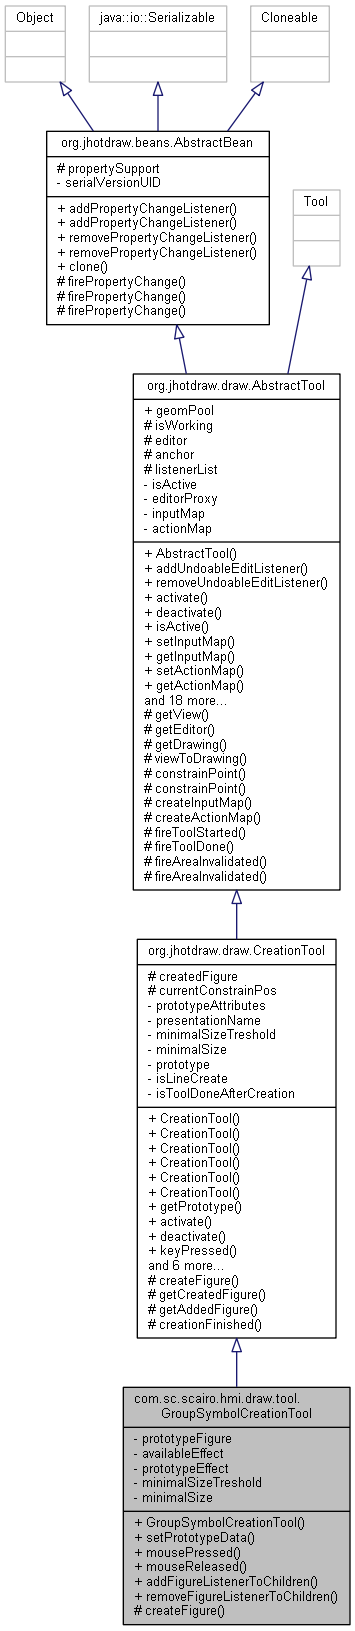 Object
java::io::Serializable
Cloneable
org.jhotdraw.beans.AbstractBean
# propertySupport
- serialVersionUID
+ addPropertyChangeListener()
+ addPropertyChangeListener()
+ removePropertyChangeListener()
+ removePropertyChangeListener()
+ clone()
# firePropertyChange()
# firePropertyChange()
# firePropertyChange()
Tool
org.jhotdraw.draw.AbstractTool
+ geomPool
# isWorking
# editor
# anchor
# listenerList
- isActive
- editorProxy
- inputMap
- actionMap
+ AbstractTool()
+ addUndoableEditListener()
+ removeUndoableEditListener()
+ activate()
+ deactivate()
+ isActive()
+ setInputMap()
+ getInputMap()
+ setActionMap()
+ getActionMap()
and 18 more...
# getView()
# getEditor()
# getDrawing()
# viewToDrawing()
# constrainPoint()
# constrainPoint()
# createInputMap()
# createActionMap()
# fireToolStarted()
# fireToolDone()
# fireAreaInvalidated()
# fireAreaInvalidated()
org.jhotdraw.draw.CreationTool
# createdFigure
# currentConstrainPos
- prototypeAttributes
- presentationName
- minimalSizeTreshold
- minimalSize
- prototype
- isLineCreate
- isToolDoneAfterCreation
+ CreationTool()
+ CreationTool()
+ CreationTool()
+ CreationTool()
+ CreationTool()
+ CreationTool()
+ getPrototype()
+ activate()
+ deactivate()
+ keyPressed()
and 6 more...
# createFigure()
# getCreatedFigure()
# getAddedFigure()
# creationFinished()
com.sc.scairo.hmi.draw.tool.
GroupSymbolCreationTool
- prototypeFigure
- availableEffect
- prototypeEffect
- minimalSizeTreshold
- minimalSize
+ GroupSymbolCreationTool()
+ setPrototypeData()
+ mousePressed()
+ mouseReleased()
+ addFigureListenerToChildren()
+ removeFigureListenerToChildren()
# createFigure()